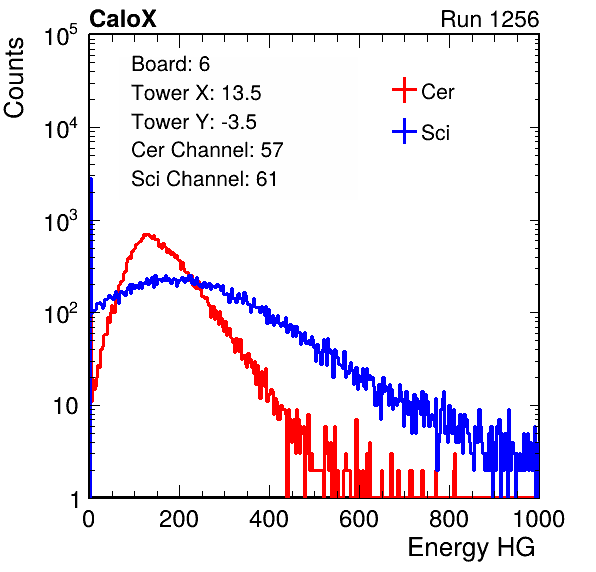 CaloX Run 1256
Board: 6
Tower X: 13.5
Tower Y: -3.5
Cer Channel: 57
Sci Channel: 61
Cer
Sci
Counts
10^5
10^4
10^3
10^2
10
1
0 200 400 600 800 1000
Energy HG